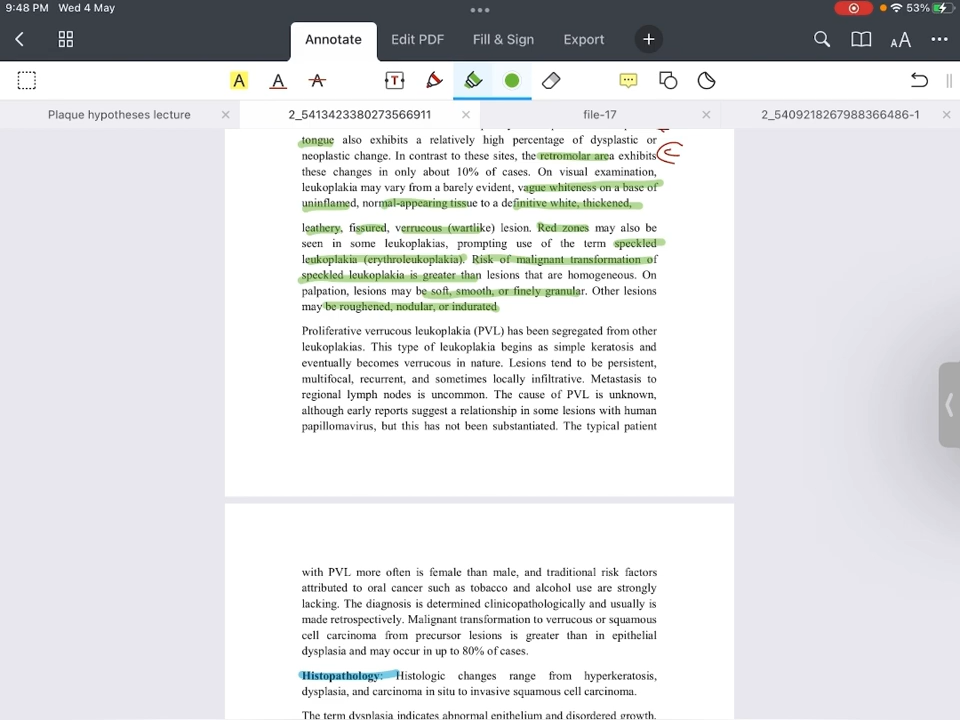 9:48 PM Wed 4 May
53%
Annotate
Edit PDF
Fill & Sign
Export
AA
A A A T
Plaque hypotheses lecture
2_5413423380273566911
file-17
2_5409218267988366486-1
tongue also exhibits a relatively high percentage of dysplastic or
neoplastic change. In contrast to these sites, the retromolar area exhibits
these changes in only about 10% of cases. On visual examination,
leukoplakia may vary from a barely evident, vague whiteness on a base of
uninflamed, normal-appearing tissue to a definitive white, thickened,
leathery, fissured, verrucous (wartlike) lesion. Red zones may also be
seen in some leukoplakias, prompting use of the term speckled
leukoplakia (erythroleukoplakia). Risk of malignant transformation of
speckled leukoplakia is greater than lesions that are homogeneous. On
palpation, lesions may be soft, smooth, or finely granular. Other lesions
may be roughened, nodular, or indurated
Proliferative verrucous leukoplakia (PVL) has been segregated from other
leukoplakias. This type of leukoplakia begins as simple keratosis and
eventually becomes verrucous in nature. Lesions tend to be persistent,
multifocal, recurrent, and sometimes locally infiltrative. Metastasis to
regional lymph nodes is uncommon. The cause of PVL is unknown,
although early reports suggest a relationship in some lesions with human
papillomavirus, but this has not been substantiated. The typical patient
with PVL more often is female than male, and traditional risk factors
attributed to oral cancer such as tobacco and alcohol use are strongly
lacking. The diagnosis is determined clinicopathologically and usually is
made retrospectively. Malignant transformation to verrucous or squamous
cell carcinoma from precursor lesions is greater than in epithelial
dysplasia and may occur in up to 80% of cases.
Histopathology: Histologic changes range from hyperkeratosis,
dysplasia, and carcinoma in situ to invasive squamous cell carcinoma.
The term dysplasia indicates abnormal epithelium and disordered growth,